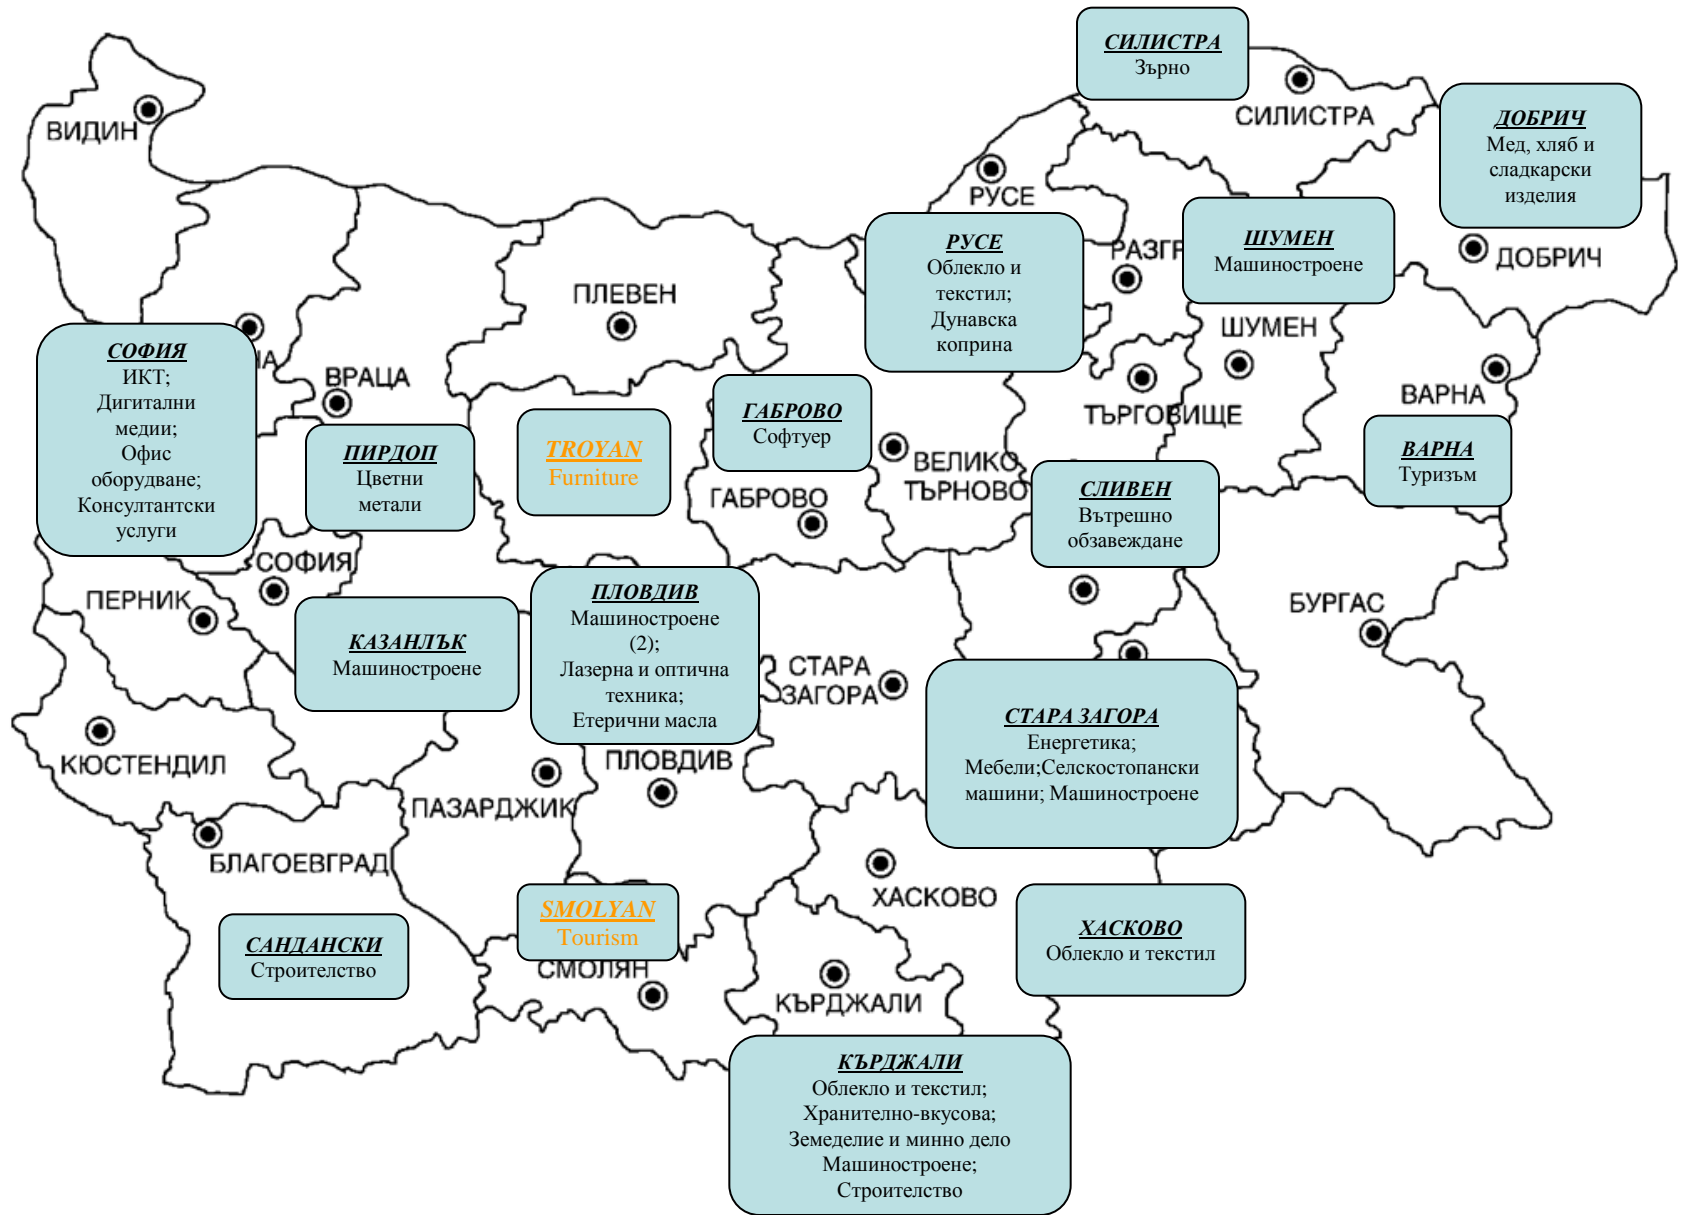 СИЛИСТРА
Зърно
СИЛИСТРА
ВИДИН
ДОБРИЧ
Мед, хляб и
сладкарски
изделия
ДОБРИЧ
РУСЕ
РУСЕ
Облекло и
текстил;
Дунавска
коприна
РАЗГР
ШУМЕН
Машиностроене
ШУМЕН
ПЛЕВЕН
СОФИЯ
ИКТ;
Дигитални
медии;
Офис
оборудване;
Консултантски
услуги
НА
ВРАЦА
ПИРДОП
Цветни
метали
TROYAN
Furniture
ГАБРОВО
Софтуер
ГАБРОВО
ВЕЛИКО
ТЪРНОВО
ТЪРГОВИЩЕ
ВАРНА
ВАРНА
Туризъм
СЛИВЕН
Вътрешно
обзавеждане
СОФИЯ
ПЕРНИК
КАЗАНЛЪК
Машиностроене
ПЛОВДИВ
Машиностроене
(2);
Лазерна и оптична
техника;
Етерични масла
ПЛОВДИВ
СТАРА
ЗАГОРА
БУРГАС
СТАРА ЗАГОРА
Енергетика;
Мебели;Селскостопански
машини; Машиностроене
КЮСТЕНДИЛ
ПАЗАРДЖИК
БЛАГОЕВГРАД
ХАСКОВО
ХАСКОВО
Облекло и текстил
САНДАНСКИ
Строителство
SMOLYAN
Tourism
СМОЛЯН
КЪРДЖАЛИ
КЪРДЖАЛИ
Облекло и текстил;
Хранително-вкусова;
Земеделие и минно дело
Машиностроене;
Строителство